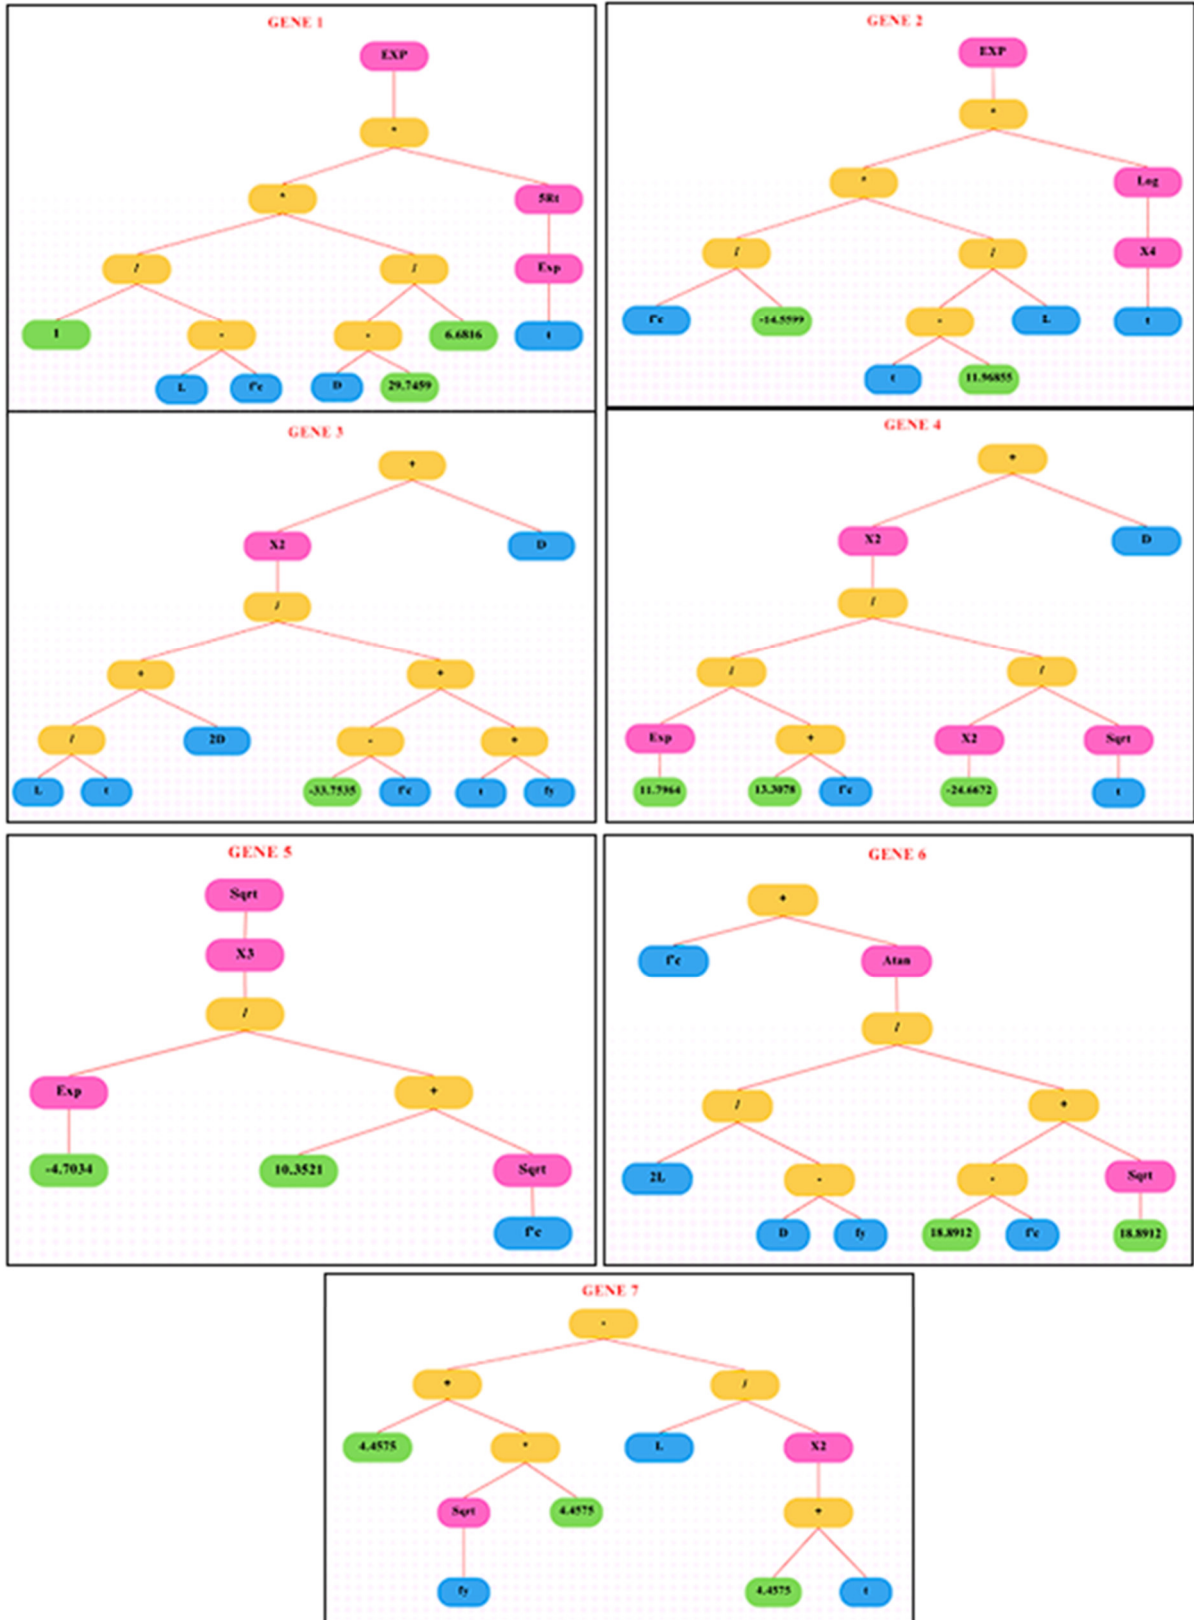 GENE 1
EXP
*
* 5Rt
/ / Exp
1 - - 6.6816 t
L f'c D 29.7459
GENE 2
EXP
*
* Log
/ / X4
f'c -14.5599 - L t
t 11.96855
GENE 3
+
X2 D
/
+ +
/ 2D - +
L t -33.7535 f'c t fy
GENE 4
+
X2 D
/
/ /
Exp + X2 Sqrt
11.7964 13.3078 f'c -24.6672 t
GENE 5
Sqrt
X3
/
Exp +
-4.7034 10.3521 Sqrt
f'c
GENE 6
+
f'c Atan
/
/ +
2L - - Sqrt
D fy 18.8912 f'c 18.8912
GENE 7
-
+ /
4.4575 * L X2
Sqrt 4.4575 +
fy 4.4575 t